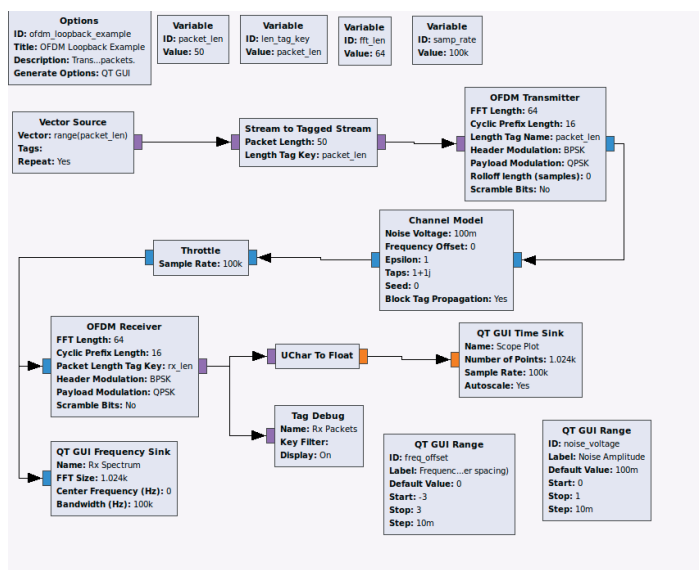 Options
ID: ofdm_loopback_example
Title: OFDM Loopback Example
Description: Trans...packets.
Generate Options: QT GUI
Variable
ID: packet_len
Value: 50
Variable
ID: len_tag_key
Value: packet_len
Variable
ID: fft_len
Value: 64
Variable
ID: samp_rate
Value: 100k
Vector Source
Vector: range(packet_len)
Tags:
Repeat: Yes
Stream to Tagged Stream
Packet Length: 50
Length Tag Key: packet_len
OFDM Transmitter
FFT Length: 64
Cyclic Prefix Length: 16
Length Tag Name: packet_len
Header Modulation: BPSK
Payload Modulation: QPSK
Rolloff length (samples): 0
Scramble Bits: No
Throttle
Sample Rate: 100k
Channel Model
Noise Voltage: 100m
Frequency Offset: 0
Epsilon: 1
Taps: 1+1j
Seed: 0
Block Tag Propagation: Yes
OFDM Receiver
FFT Length: 64
Cyclic Prefix Length: 16
Packet Length Tag Key: rx_len
Header Modulation: BPSK
Payload Modulation: QPSK
Scramble Bits: No
UChar To Float
QT GUI Time Sink
Name: Scope Plot
Number of Points: 1.024k
Sample Rate: 100k
Autoscale: Yes
QT GUI Frequency Sink
Name: Rx Spectrum
FFT Size: 1.024k
Center Frequency (Hz): 0
Bandwidth (Hz): 100k
Tag Debug
Name: Rx Packets
Key Filter:
Display: On
QT GUI Range
ID: freq_offset
Label: Frequenc...er spacing)
Default Value: 0
Start: -3
Stop: 3
Step: 10m
QT GUI Range
ID: noise_voltage
Label: Noise Amplitude
Default Value: 100m
Start: 0
Stop: 1
Step: 10m